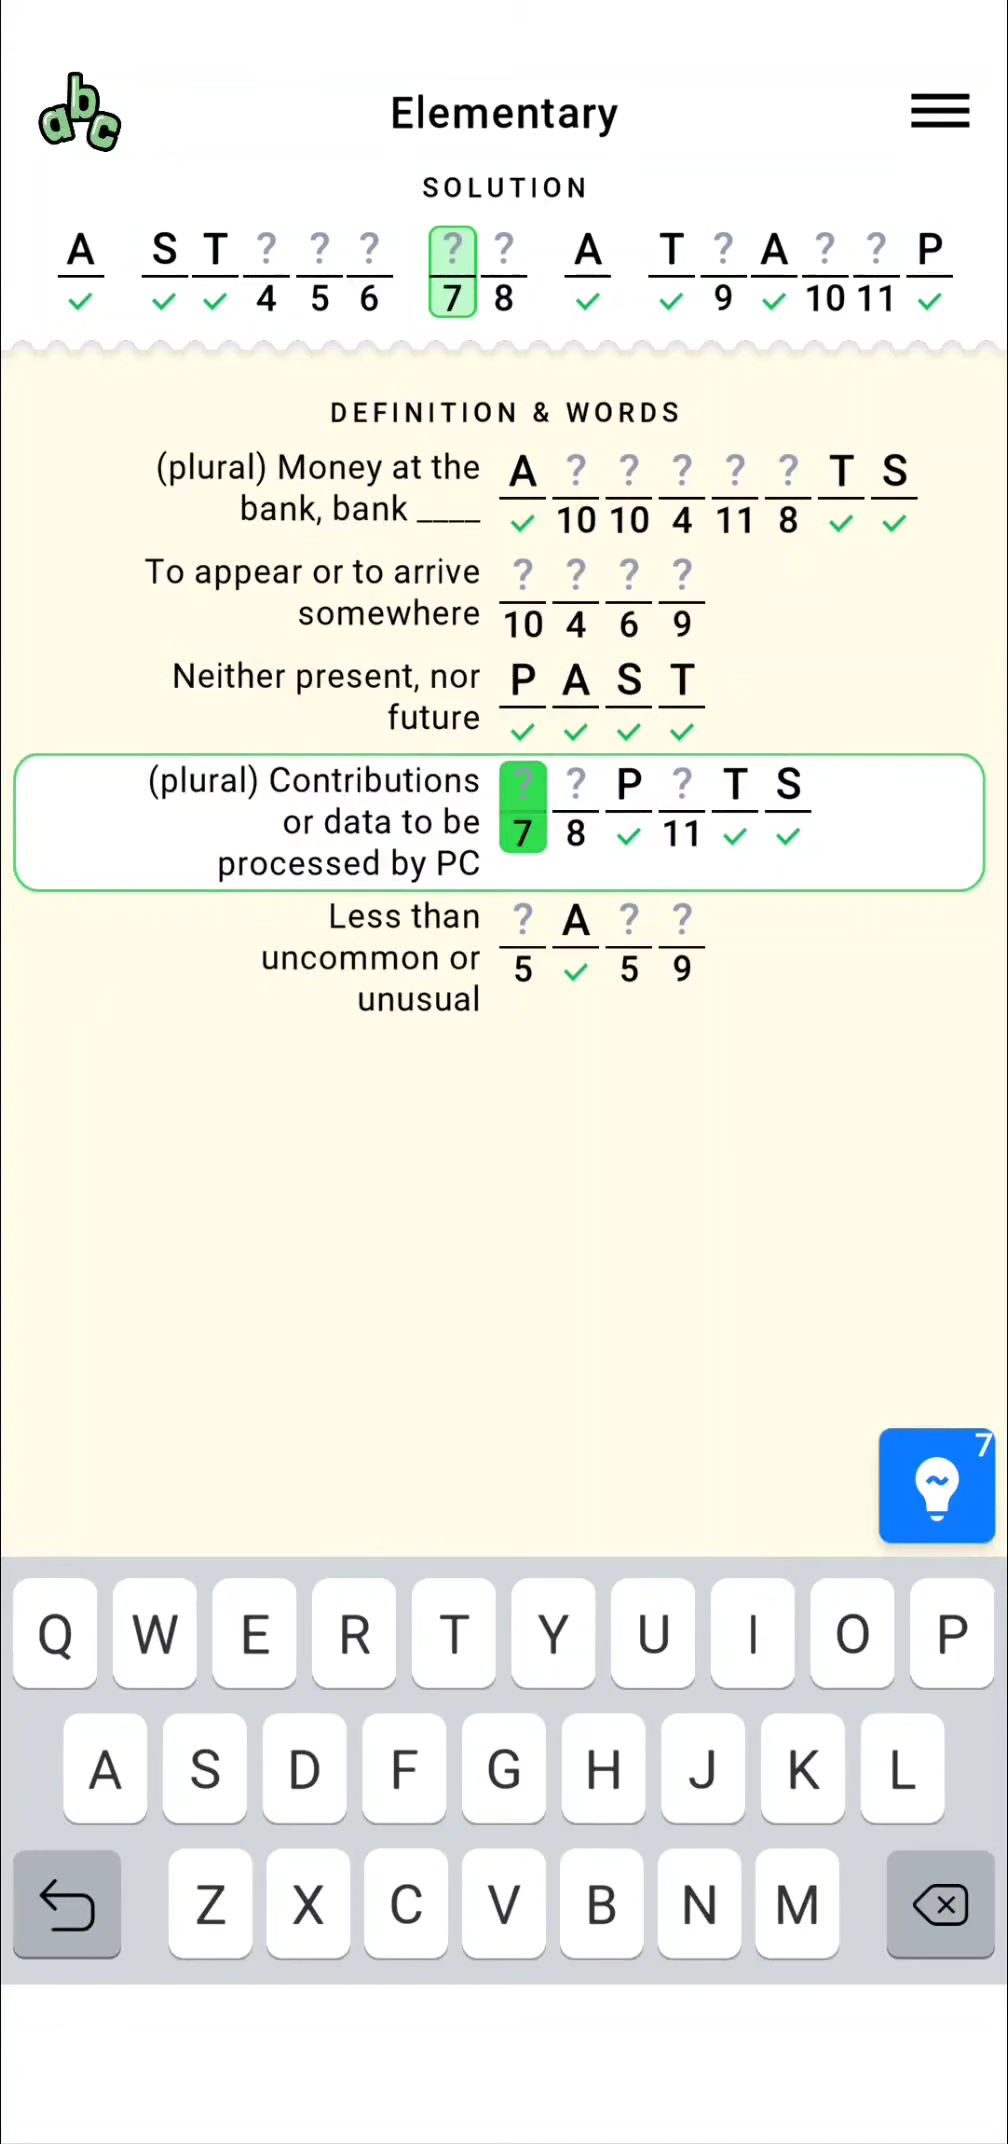 abc
Elementary
SOLUTION
A S T ? ? ? ? ? A T ? A ? ? P
4 5 6 7 8 9 10 11
DEFINITION & WORDS
(plural) Money at the
bank, bank ____
A ? ? ? ? ? T S
10 10 4 11 8
To appear or to arrive
somewhere
? ? ? ?
10 4 6 9
Neither present, nor
future
P A S T
(plural) Contributions
or data to be
processed by PC
? ? P ? T S
7 8 11
Less than
uncommon or
unusual
? A ? ?
5 5 9
7
Q W E R T Y U I O P
A S D F G H J K L
Z X C V B N M